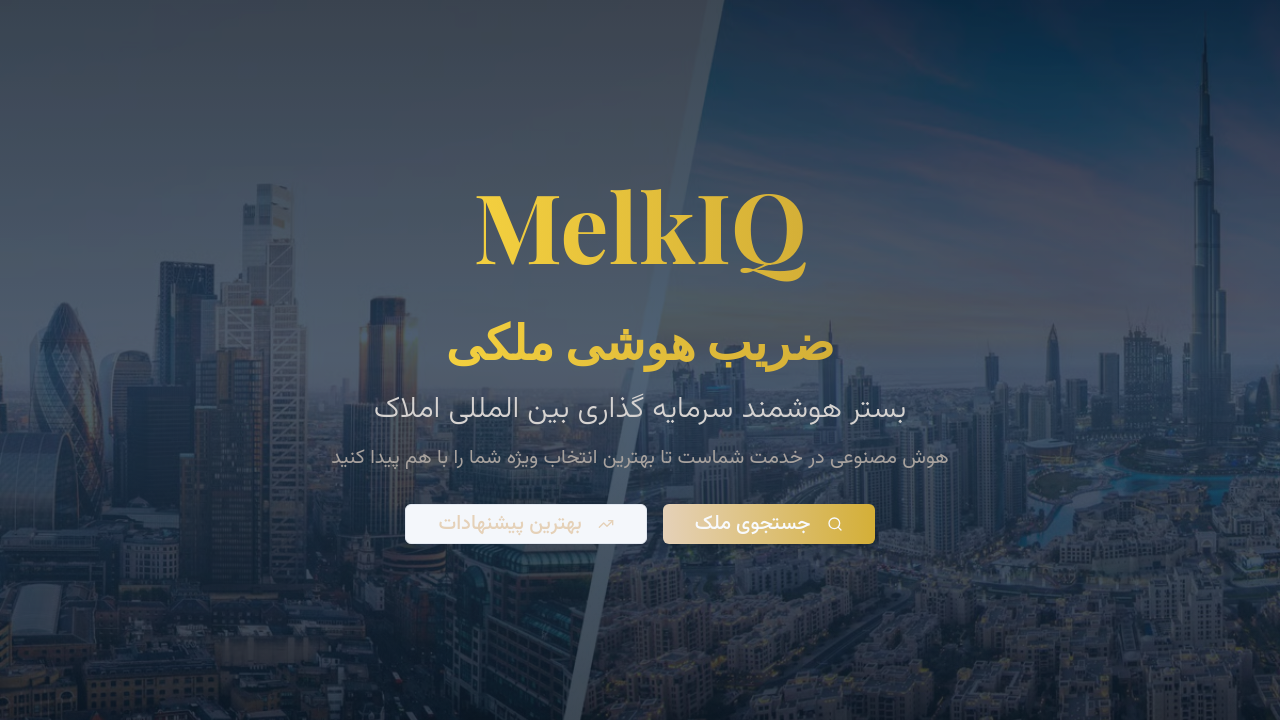 MelkIQ
ضریب هوشی ملکی
بستر هوشمند سرمایه گذاری بین المللی املاک
هوش مصنوعی در خدمت شماست تا بهترین انتخاب ویژه شما را با هم پیدا کنید
جستجوی ملک
بهترین پیشنهادات